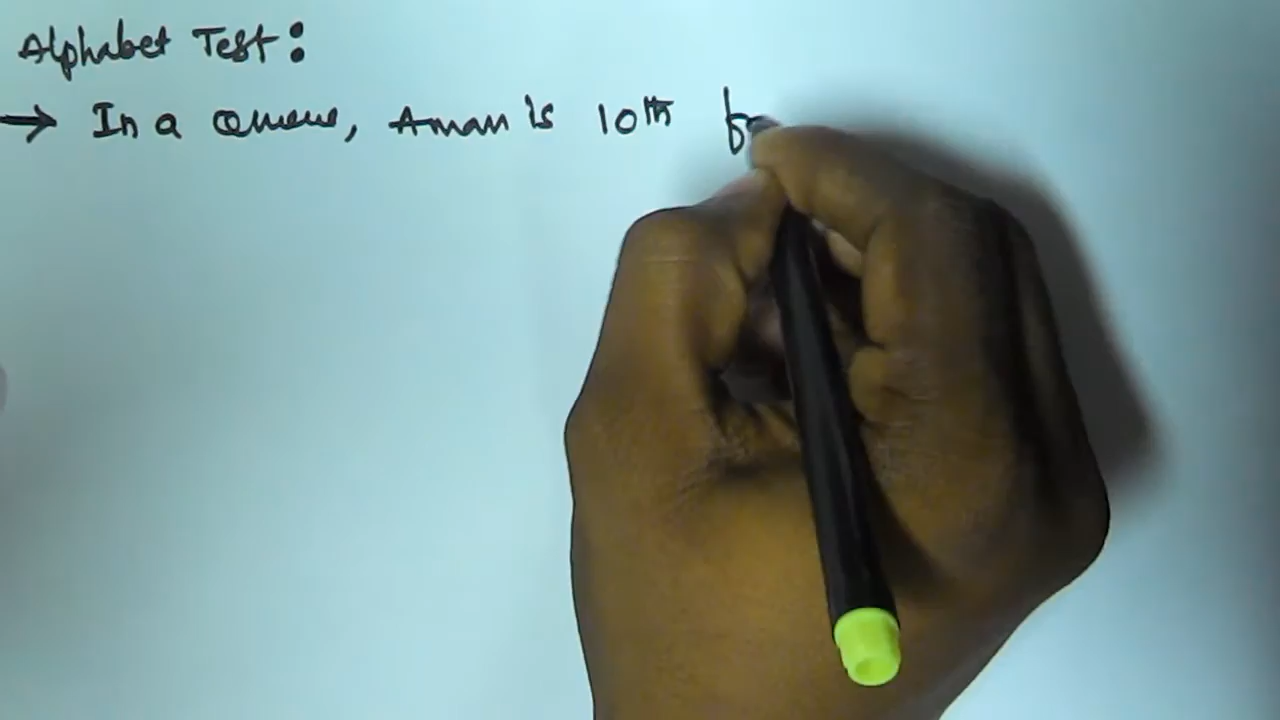 Alphabet Test:
→ In a Queue, Aman is 10th